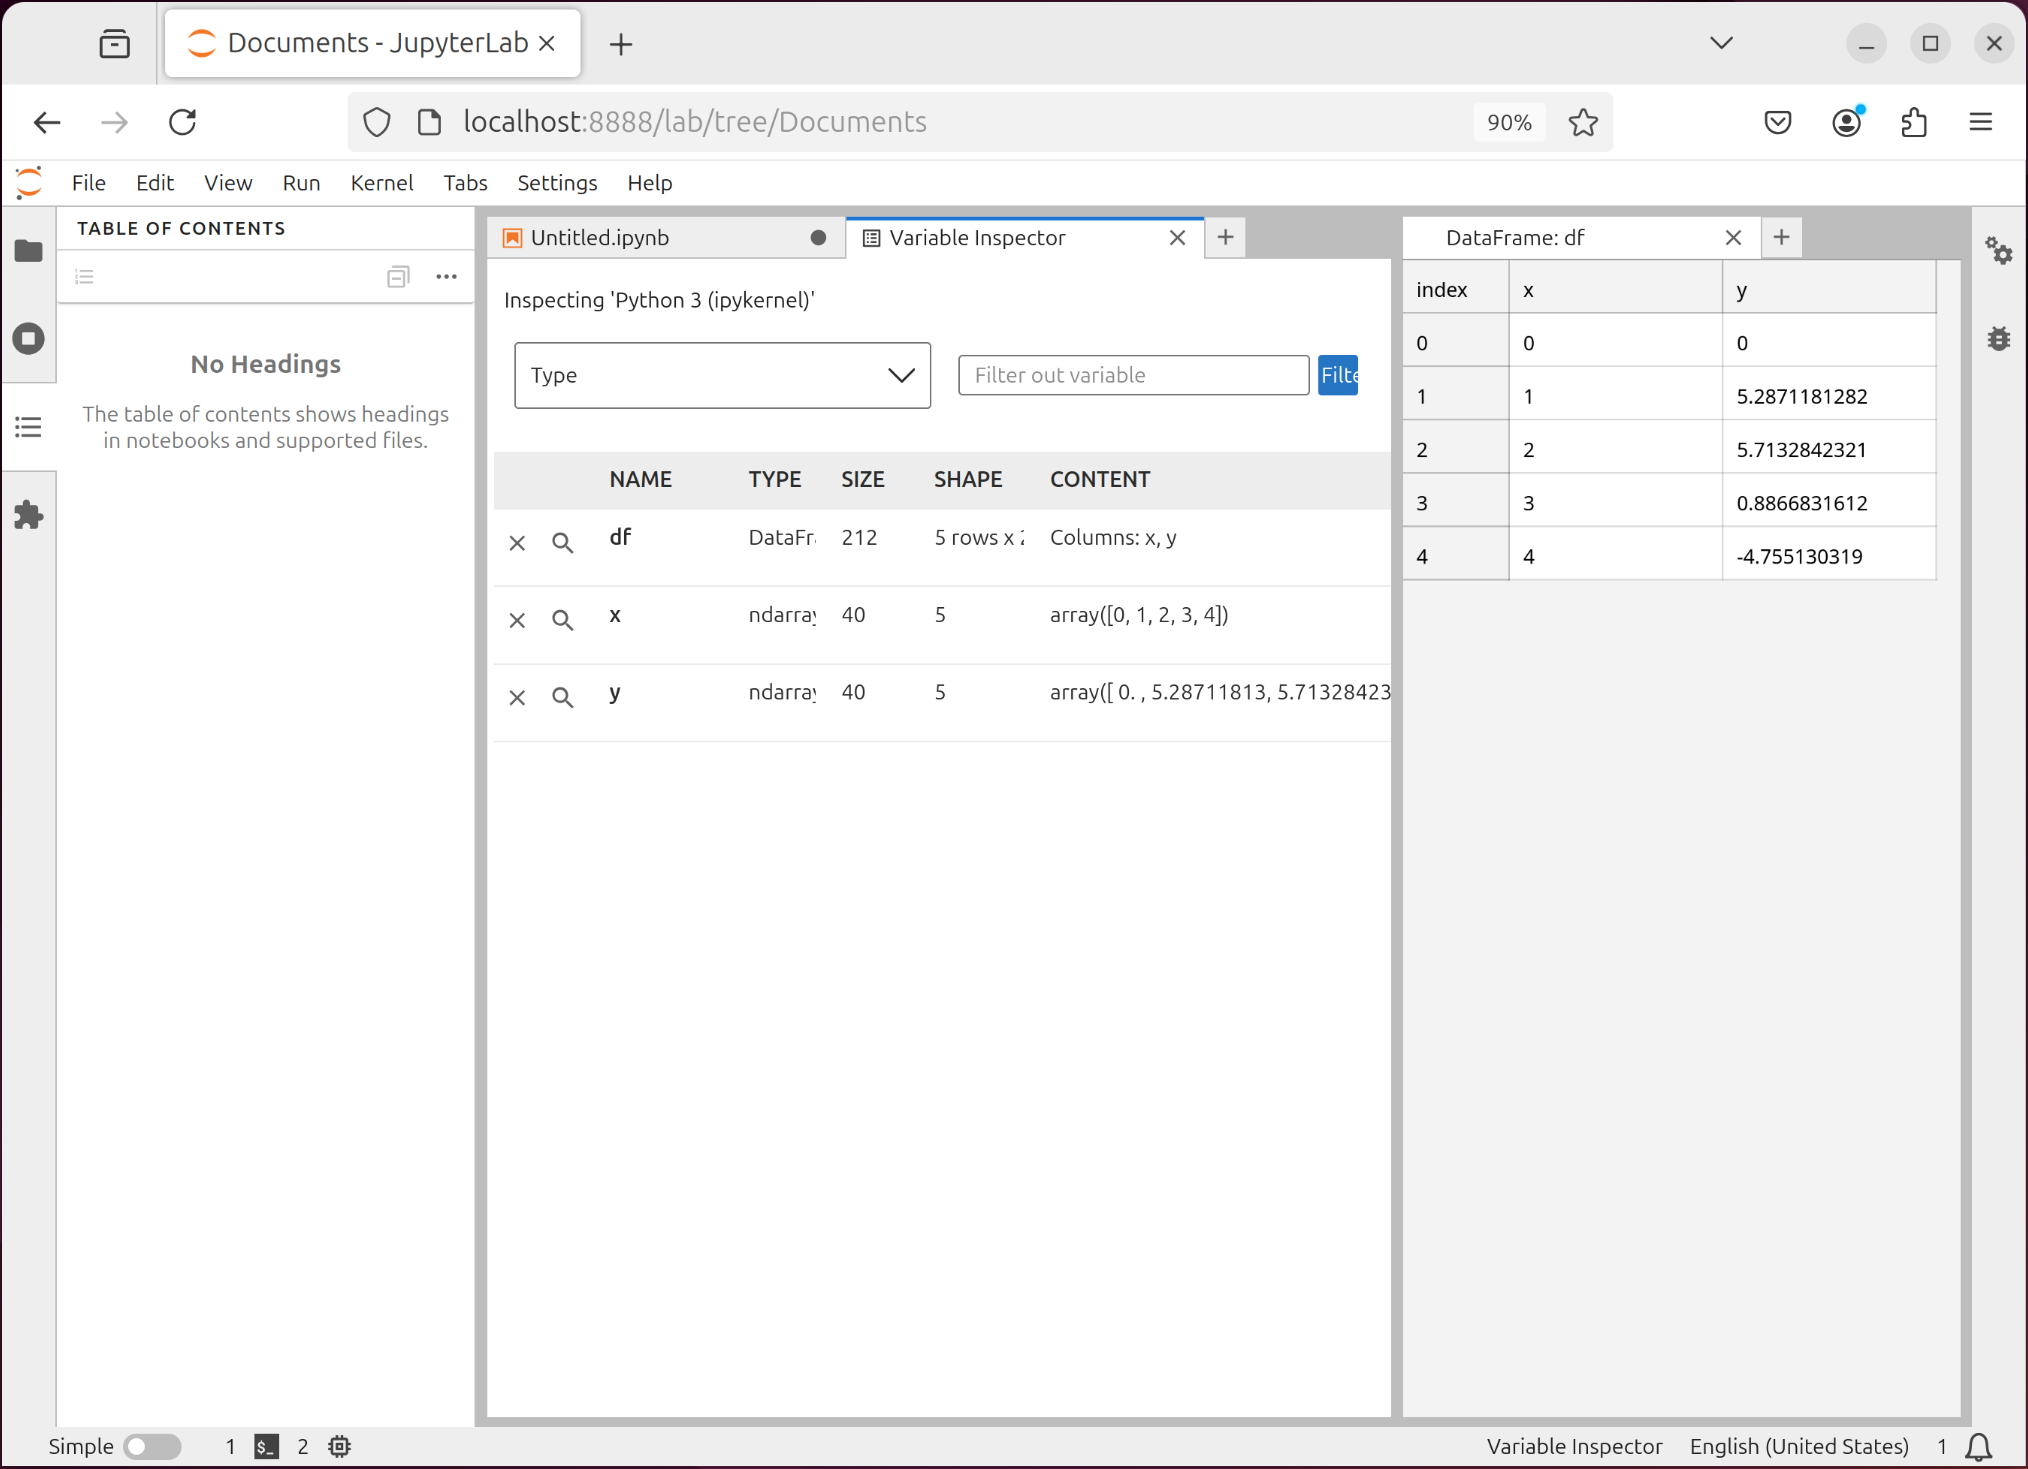 Documents - JupyterLab
localhost:8888/lab/tree/Documents
90%
File Edit View Run Kernel Tabs Settings Help
TABLE OF CONTENTS
No Headings
The table of contents shows headings
in notebooks and supported files.
Untitled.ipynb
Variable Inspector
Inspecting 'Python 3 (ipykernel)'
Type
Filter out variable
Filte
NAME TYPE SIZE SHAPE CONTENT
df DataFr 212 5 rows x 2 Columns: x, y
x ndarray 40 5 array([0, 1, 2, 3, 4])
y ndarray 40 5 array([ 0. , 5.28711813, 5.71328423
DataFrame: df
index x y
0 0 0
1 1 5.2871181282
2 2 5.7132842321
3 3 0.8866831612
4 4 -4.755130319
Simple 1 $_ 2
Variable Inspector English (United States) 1